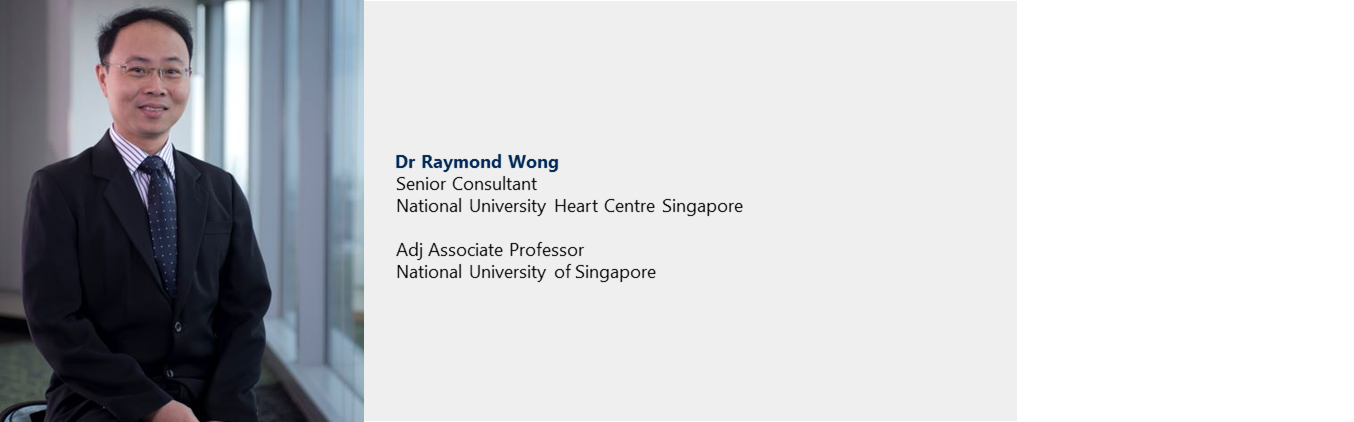 Dr Raymond Wong
Senior Consultant
National University Heart Centre Singapore
Adj Associate Professor
National University of Singapore